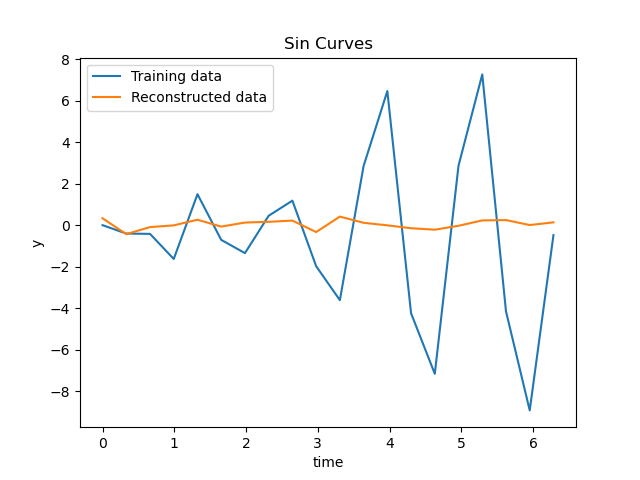 Sin Curves
Training data
Reconstructed data
8
6
4
2
0
−2
−4
−6
−8
y
0 1 2 3 4 5 6
time